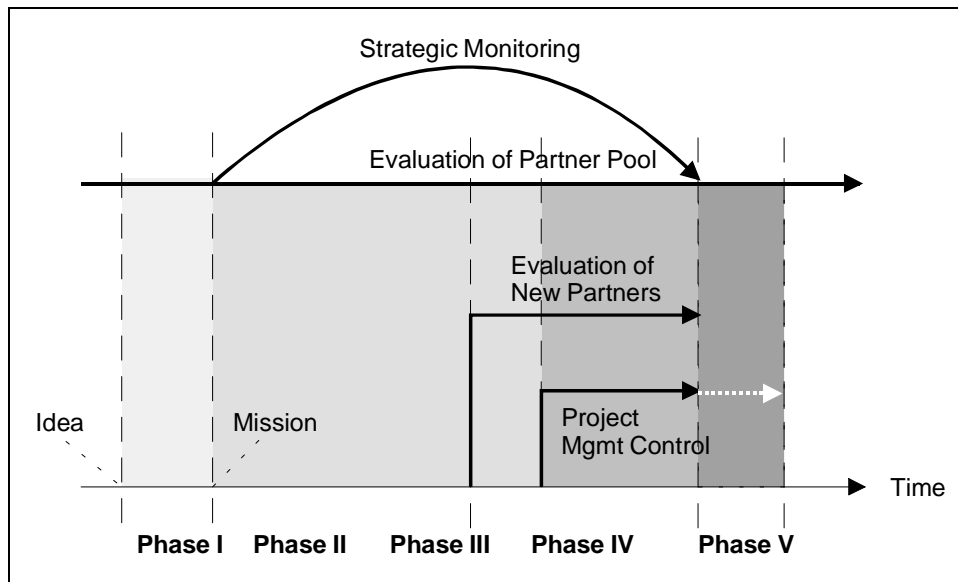 Strategic Monitoring
Evaluation of Partner Pool
Evaluation of
New Partners
Idea
Mission
Project
Mgmt Control
Time
Phase I
Phase II
Phase III
Phase IV
Phase V